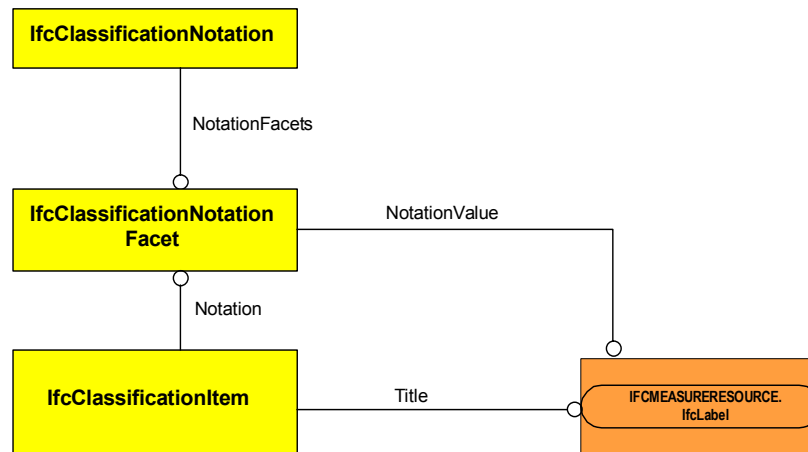 IfcClassificationNotation
NotationFacets
IfcClassificationNotation
Facet
NotationValue
Notation
IfcClassificationItem
Title
IFCMEASURERESOURCE.
IfcLabel